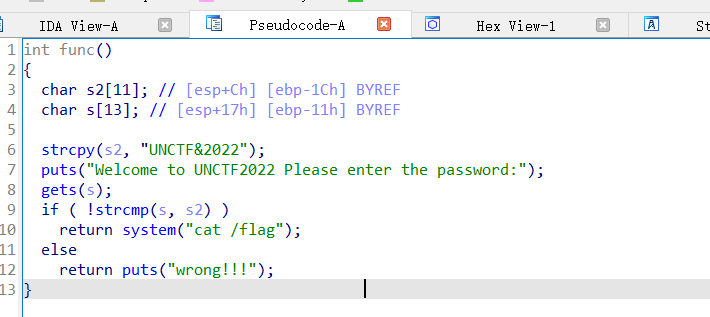 IDA View-A Pseudocode-A Hex View-1 St
1 int func()
2 {
3 char s2[11]; // [esp+Ch] [ebp-1Ch] BYREF
4 char s[13]; // [esp+17h] [ebp-11h] BYREF
5
6 strcpy(s2, "UNCTF&2022");
7 puts("Welcome to UNCTF2022 Please enter the password:");
8 gets(s);
9 if ( !strcmp(s, s2) )
10 return system("cat /flag");
11 else
12 return puts("wrong!!!");
13 }